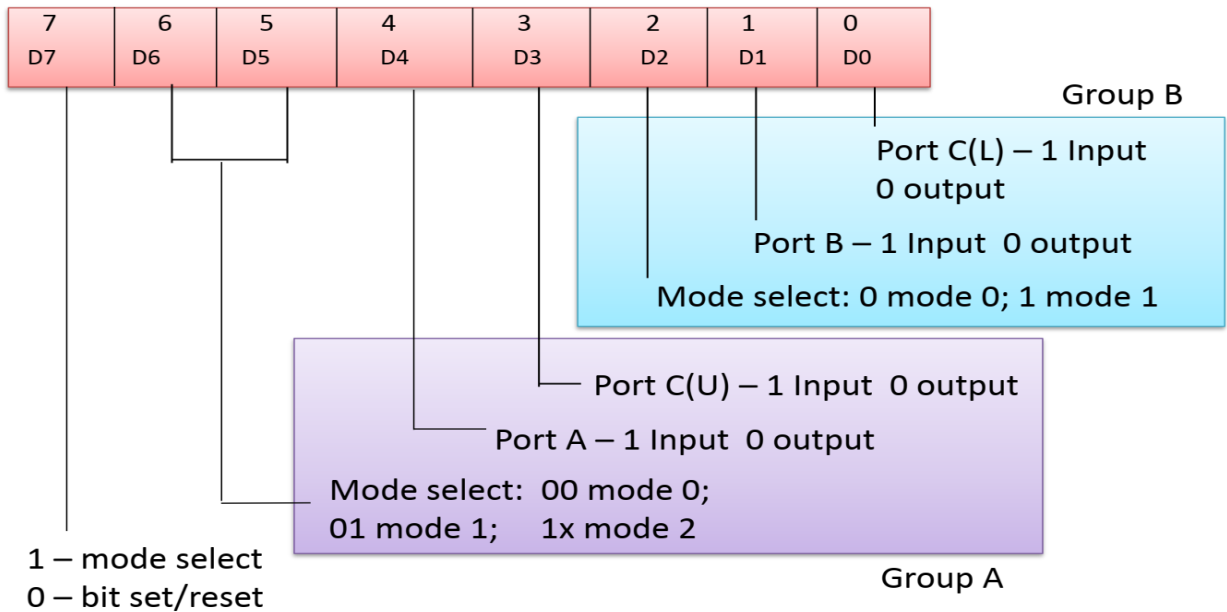 7 6 5 4 3 2 1 0
D7 D6 D5 D4 D3 D2 D1 D0
Group B
Port C(L) – 1 Input
0 output
Port B – 1 Input 0 output
Mode select: 0 mode 0; 1 mode 1
Port C(U) – 1 Input 0 output
Port A – 1 Input 0 output
Mode select: 00 mode 0;
01 mode 1; 1x mode 2
Group A
1 – mode select
0 – bit set/reset